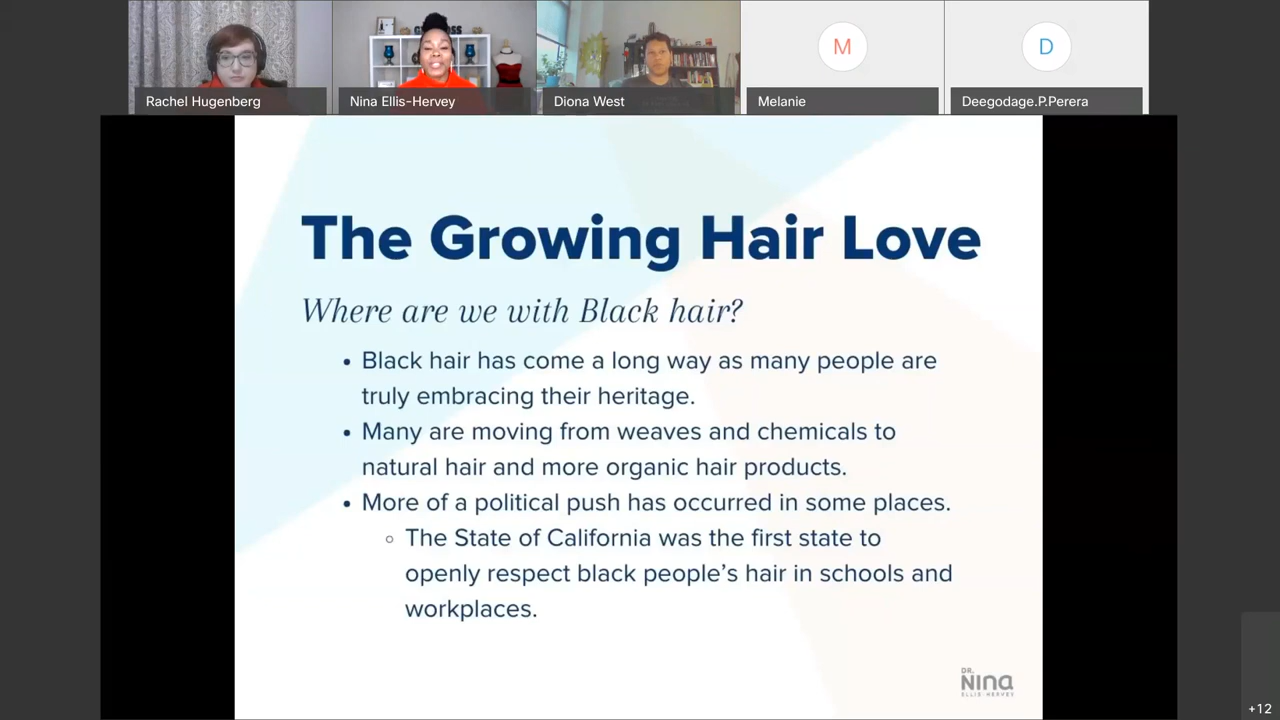 Rachel Hugenberg
Nina Ellis-Hervey
Diona West
M
Melanie
D
Deegodage.P.Perera
The Growing Hair Love
Where are we with Black hair?
• Black hair has come a long way as many people are
truly embracing their heritage.
• Many are moving from weaves and chemicals to
natural hair and more organic hair products.
• More of a political push has occurred in some places.
○ The State of California was the first state to
openly respect black people's hair in schools and
workplaces.
DR.
Nina
ELLIS-HERVEY
+12